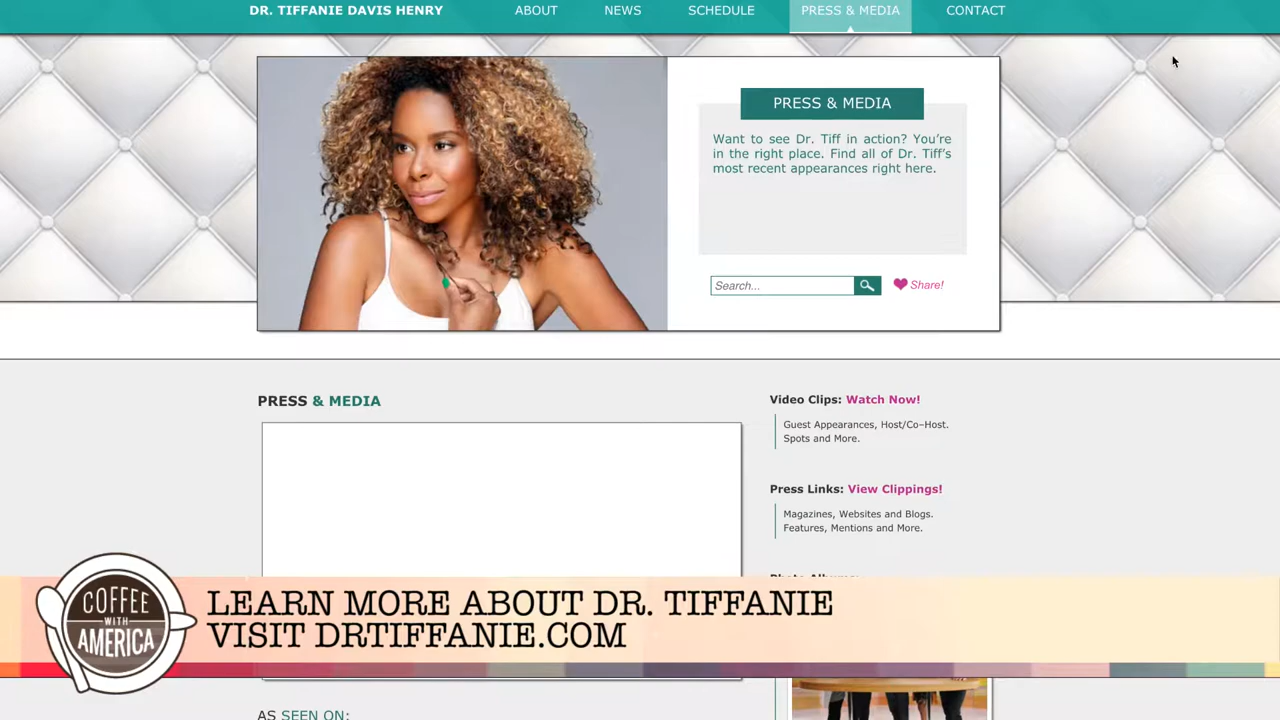 DR. TIFFANIE DAVIS HENRY
ABOUT
NEWS
SCHEDULE
PRESS & MEDIA
CONTACT
PRESS & MEDIA
Want to see Dr. Tiff in action? You're
in the right place. Find all of Dr. Tiff's
most recent appearances right here.
Search...
Share!
PRESS & MEDIA
Video Clips: Watch Now!
Guest Appearances, Host/Co-Host.
Spots and More.
Press Links: View Clippings!
Magazines, Websites and Blogs.
Features, Mentions and More.
COFFEE
WITH
AMERICA
LEARN MORE ABOUT DR. TIFFANIE
VISIT DRTIFFANIE.COM
AS SEEN ON: